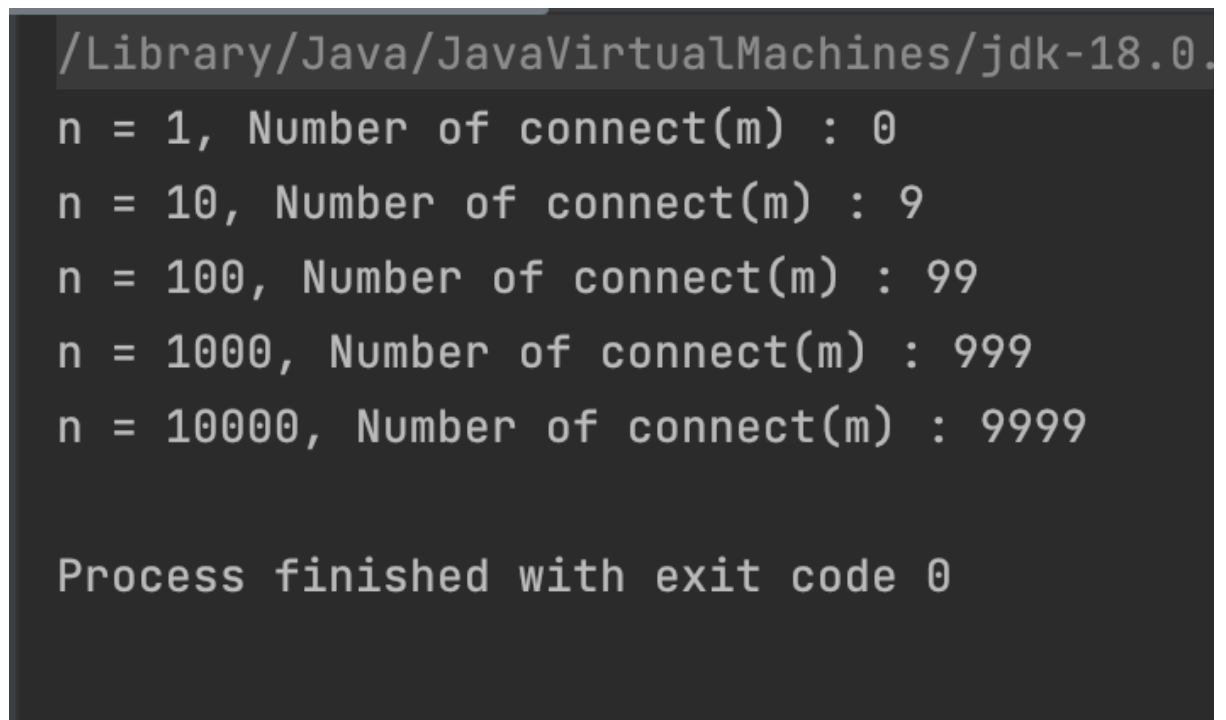 /Library/Java/JavaVirtualMachines/jdk-18.0.
n = 1, Number of connect(m) : 0
n = 10, Number of connect(m) : 9
n = 100, Number of connect(m) : 99
n = 1000, Number of connect(m) : 999
n = 10000, Number of connect(m) : 9999
Process finished with exit code 0